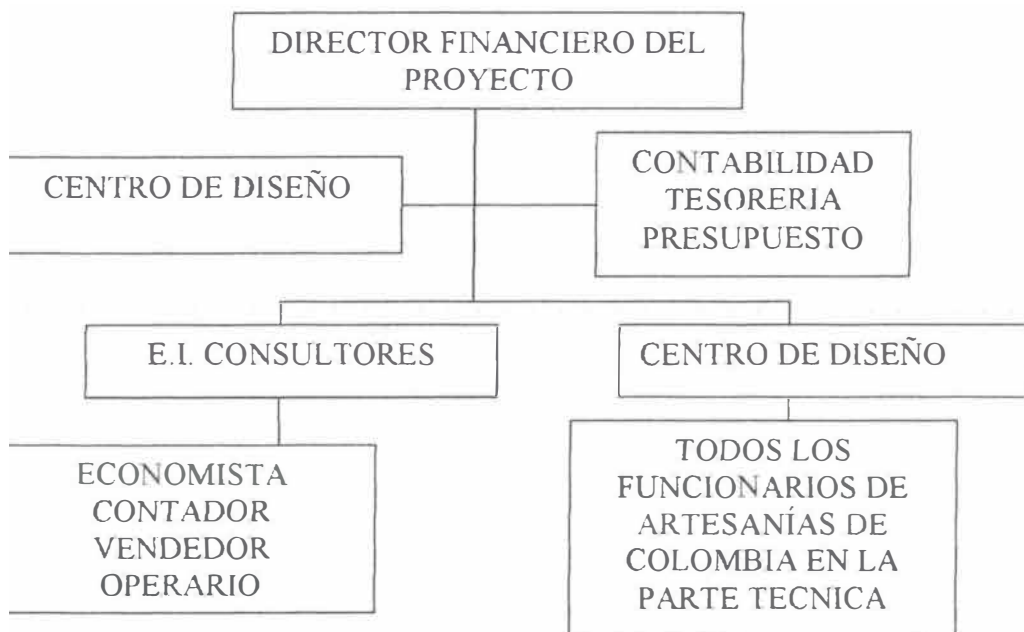 DIRECTOR FINANCIERO DEL
PROYECTO
CENTRO DE DISEÑO
CONTABILIDAD
TESORERIA
PRESUPUESTO
E.I. CONSULTORES
CENTRO DE DISEÑO
ECONOMISTA
CONTADOR
VENDEDOR
OPERARIO
TODOS LOS
FUNCIONARIOS DE
ARTESANÍAS DE
COLOMBIA EN LA
PARTE TECNICA